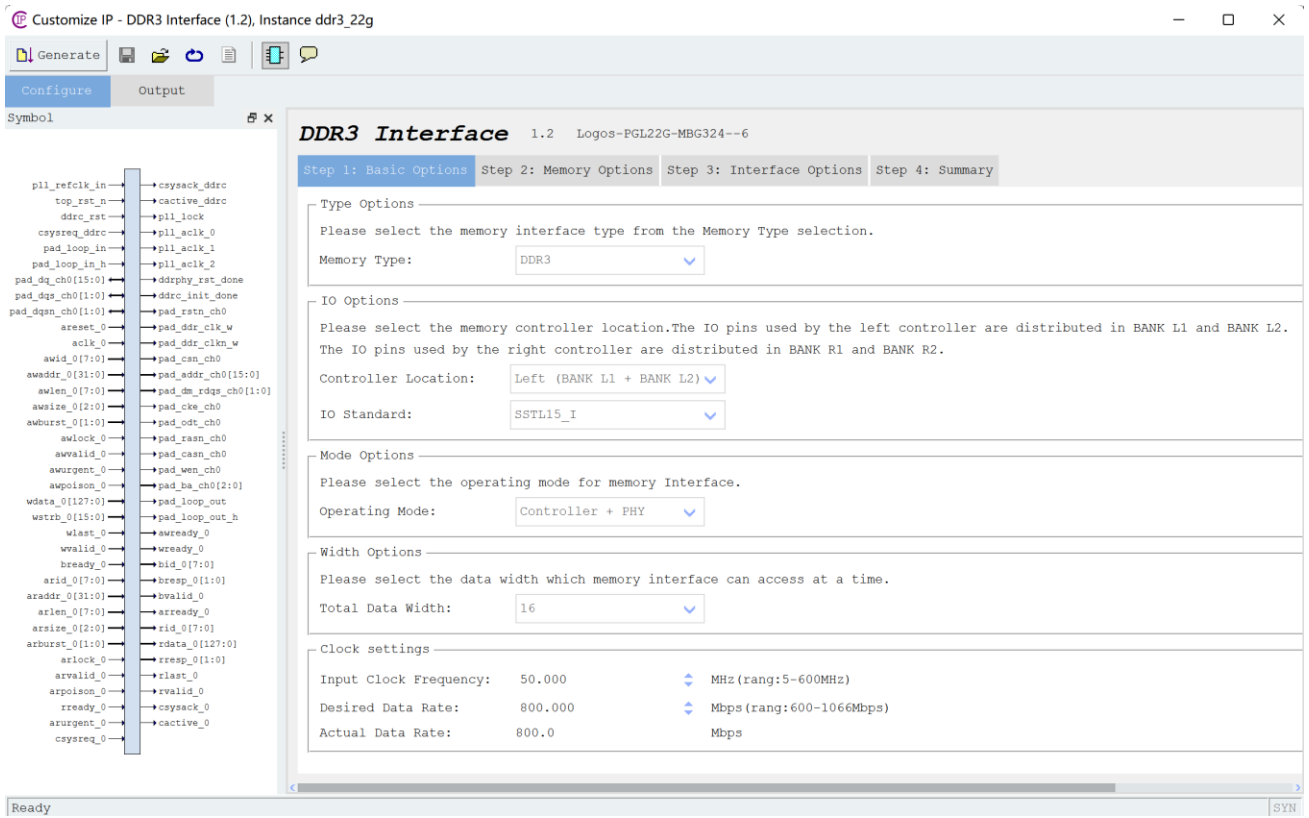 Customize IP - DDR3 Interface (1.2), Instance ddr3_22g
Generate
Configure Output
Symbol
pll_refclk_in csysack_ddrc
top_rst_n cactive_ddrc
ddrc_rst pll_lock
csysreq_ddrc pll_aclk_0
pad_loop_in pll_aclk_1
pad_loop_in_h pll_aclk_2
pad_dq_ch0[15:0] ddrphy_rst_done
pad_dqs_ch0[1:0] ddrc_init_done
pad_dqsn_ch0[1:0] pad_rstn_ch0
areset_0 pad_ddr_clk_w
aclk_0 pad_ddr_clkn_w
awid_0[7:0] pad_csn_ch0
awaddr_0[31:0] pad_addr_ch0[15:0]
awlen_0[7:0] pad_dm_rdqs_ch0[1:0]
awsize_0[2:0] pad_cke_ch0
awburst_0[1:0] pad_odt_ch0
awlock_0 pad_rasn_ch0
awvalid_0 pad_casn_ch0
awurgent_0 pad_wen_ch0
awpoison_0 pad_ba_ch0[2:0]
wdata_0[127:0] pad_loop_out
wstrb_0[15:0] pad_loop_out_h
wlast_0 awready_0
wvalid_0 wready_0
bready_0 bid_0[7:0]
arid_0[7:0] bresp_0[1:0]
araddr_0[31:0] bvalid_0
arlen_0[7:0] arready_0
arsize_0[2:0] rid_0[7:0]
arburst_0[1:0] rdata_0[127:0]
arlock_0 rresp_0[1:0]
arvalid_0 rlast_0
arpoison_0 rvalid_0
rready_0 csysack_0
arurgent_0 cactive_0
csysreq_0
DDR3 Interface 1.2 Logos-PGL22G-MBG324--6
Step 1: Basic Options Step 2: Memory Options Step 3: Interface Options Step 4: Summary
Type Options
Please select the memory interface type from the Memory Type selection.
Memory Type: DDR3
IO Options
Please select the memory controller location.The IO pins used by the left controller are distributed in BANK L1 and BANK L2.
The IO pins used by the right controller are distributed in BANK R1 and BANK R2.
Controller Location: Left (BANK L1 + BANK L2)
IO Standard: SSTL15_I
Mode Options
Please select the operating mode for memory Interface.
Operating Mode: Controller + PHY
Width Options
Please select the data width which memory interface can access at a time.
Total Data Width: 16
Clock settings
Input Clock Frequency: 50.000 MHz(rang:5-600MHz)
Desired Data Rate: 800.000 Mbps(rang:600-1066Mbps)
Actual Data Rate: 800.0 Mbps
Ready SYN